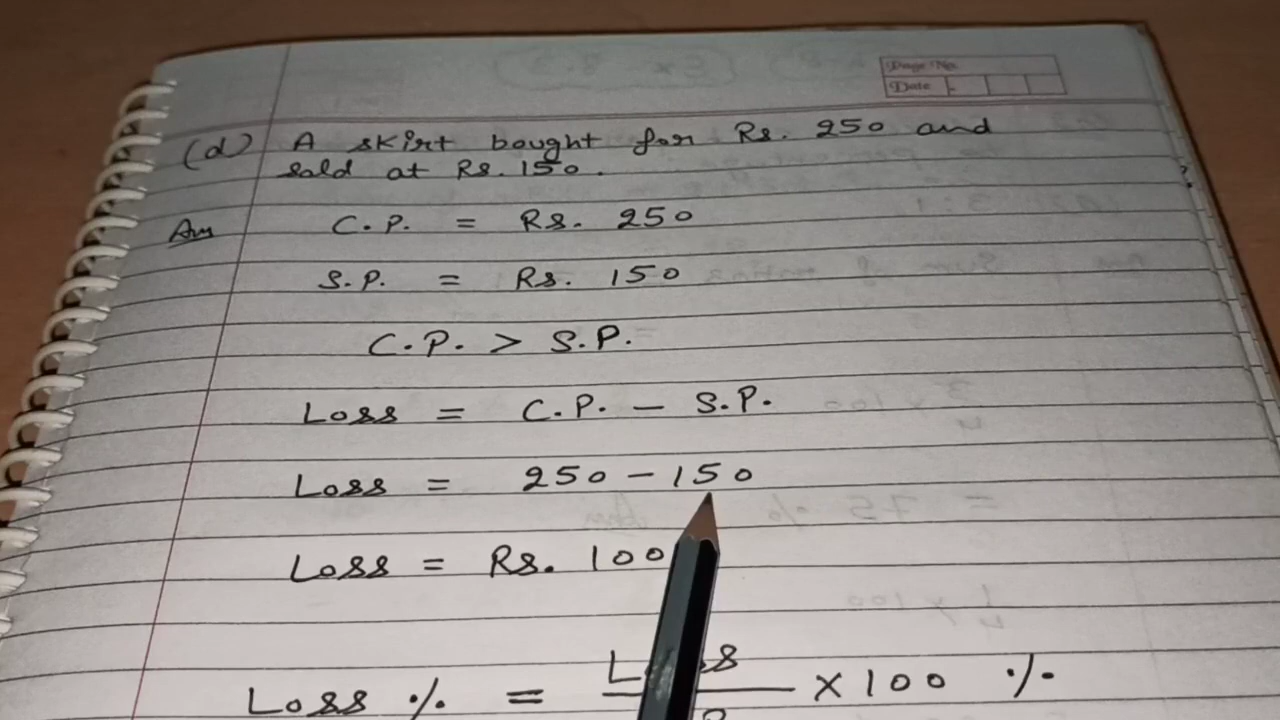 Page No.
Date
(d) A skirt bought for Rs. 250 and
sold at Rs. 150.
Ans C.P. = Rs. 250
S.P. = Rs. 150
C.P. > S.P.
Loss = C.P. - S.P.
Loss = 250 - 150
Loss = Rs. 100
Loss % = Loss × 100 %